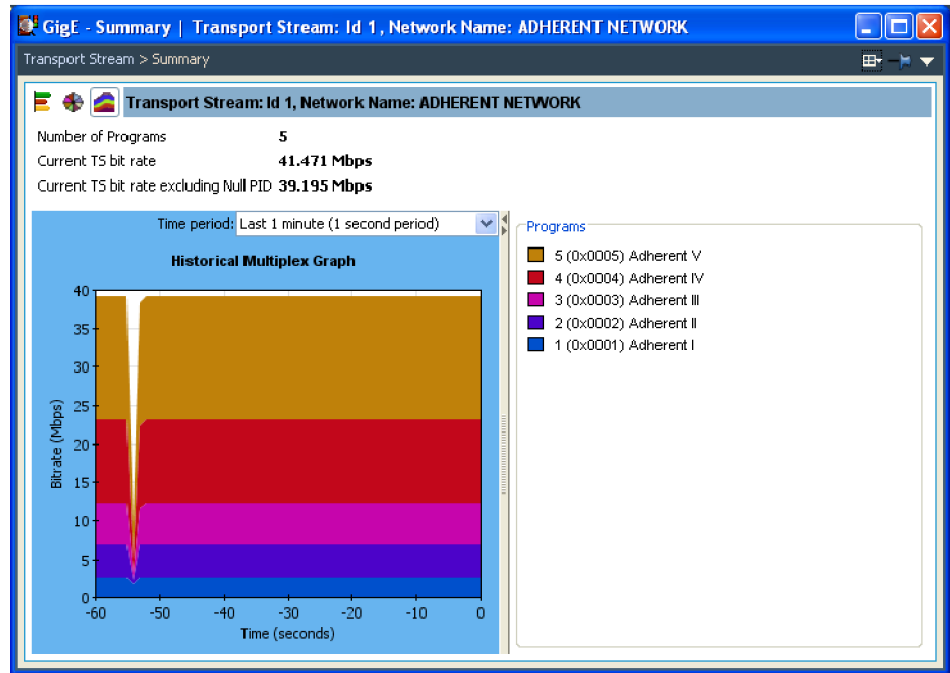 GigE - Summary | Transport Stream: Id 1, Network Name: ADHERENT NETWORK
Transport Stream > Summary
Transport Stream: Id 1, Network Name: ADHERENT NETWORK
Number of Programs 5
Current TS bit rate 41.471 Mbps
Current TS bit rate excluding Null PID 39.195 Mbps
Time period: Last 1 minute (1 second period)
Historical Multiplex Graph
Bitrate (Mbps)
40
35
30
25
20
15
10
5
0
-60 -50 -40 -30 -20 -10 0
Time (seconds)
Programs
5 (0x0005) Adherent V
4 (0x0004) Adherent IV
3 (0x0003) Adherent III
2 (0x0002) Adherent II
1 (0x0001) Adherent I